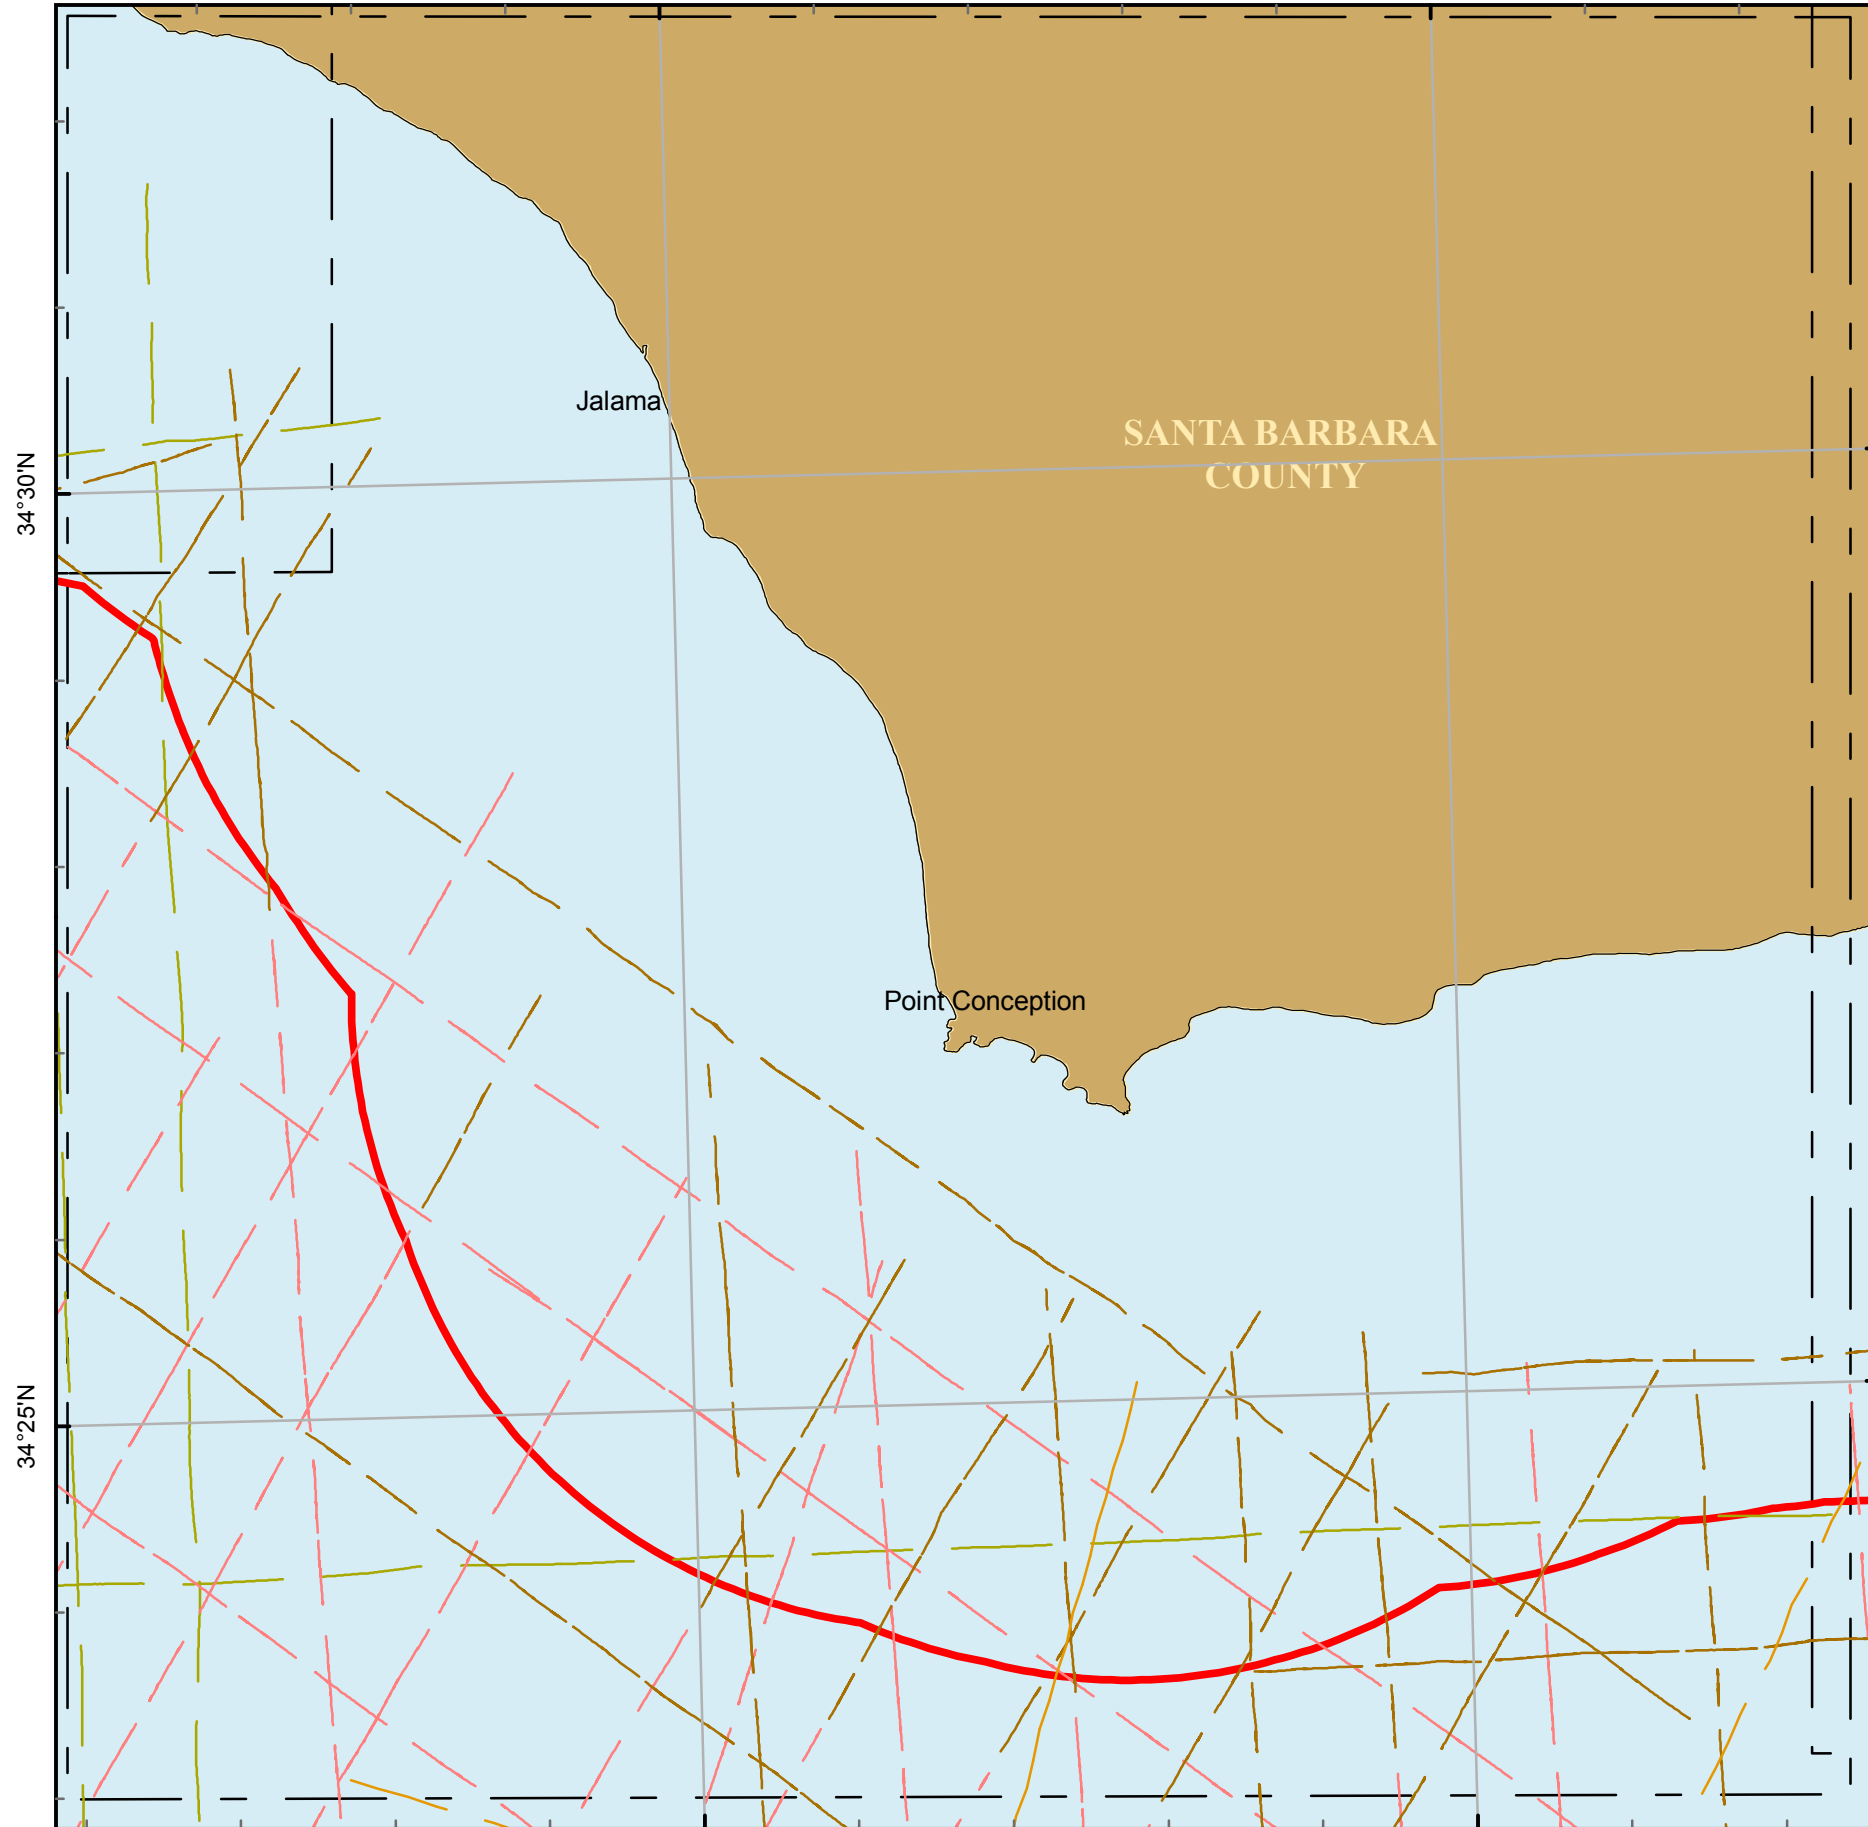 Jalama
SANTA BARBARA
COUNTY
34°30'N
Point Conception
34°25'N